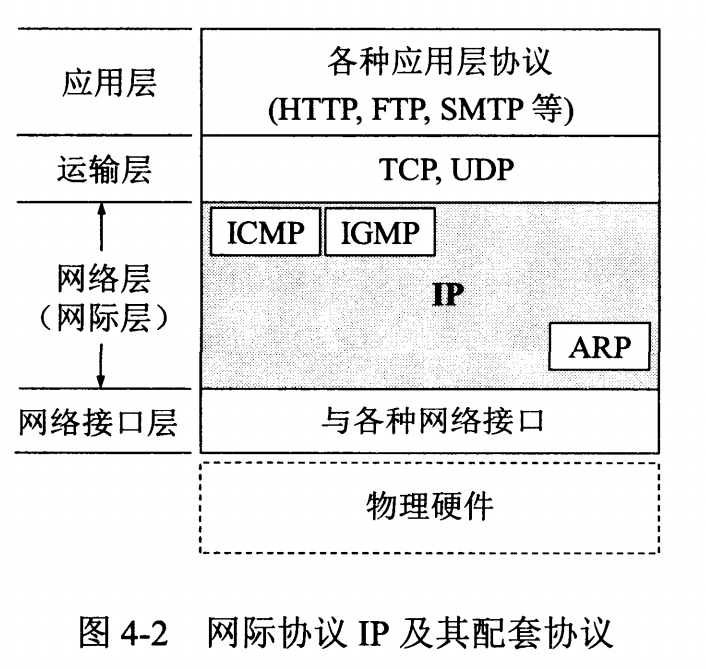 应用层
各种应用层协议
(HTTP, FTP, SMTP 等)
运输层
TCP, UDP
ICMP
IGMP
网络层
（网际层）
IP
ARP
网络接口层
与各种网络接口
物理硬件
图 4-2 网际协议 IP 及其配套协议